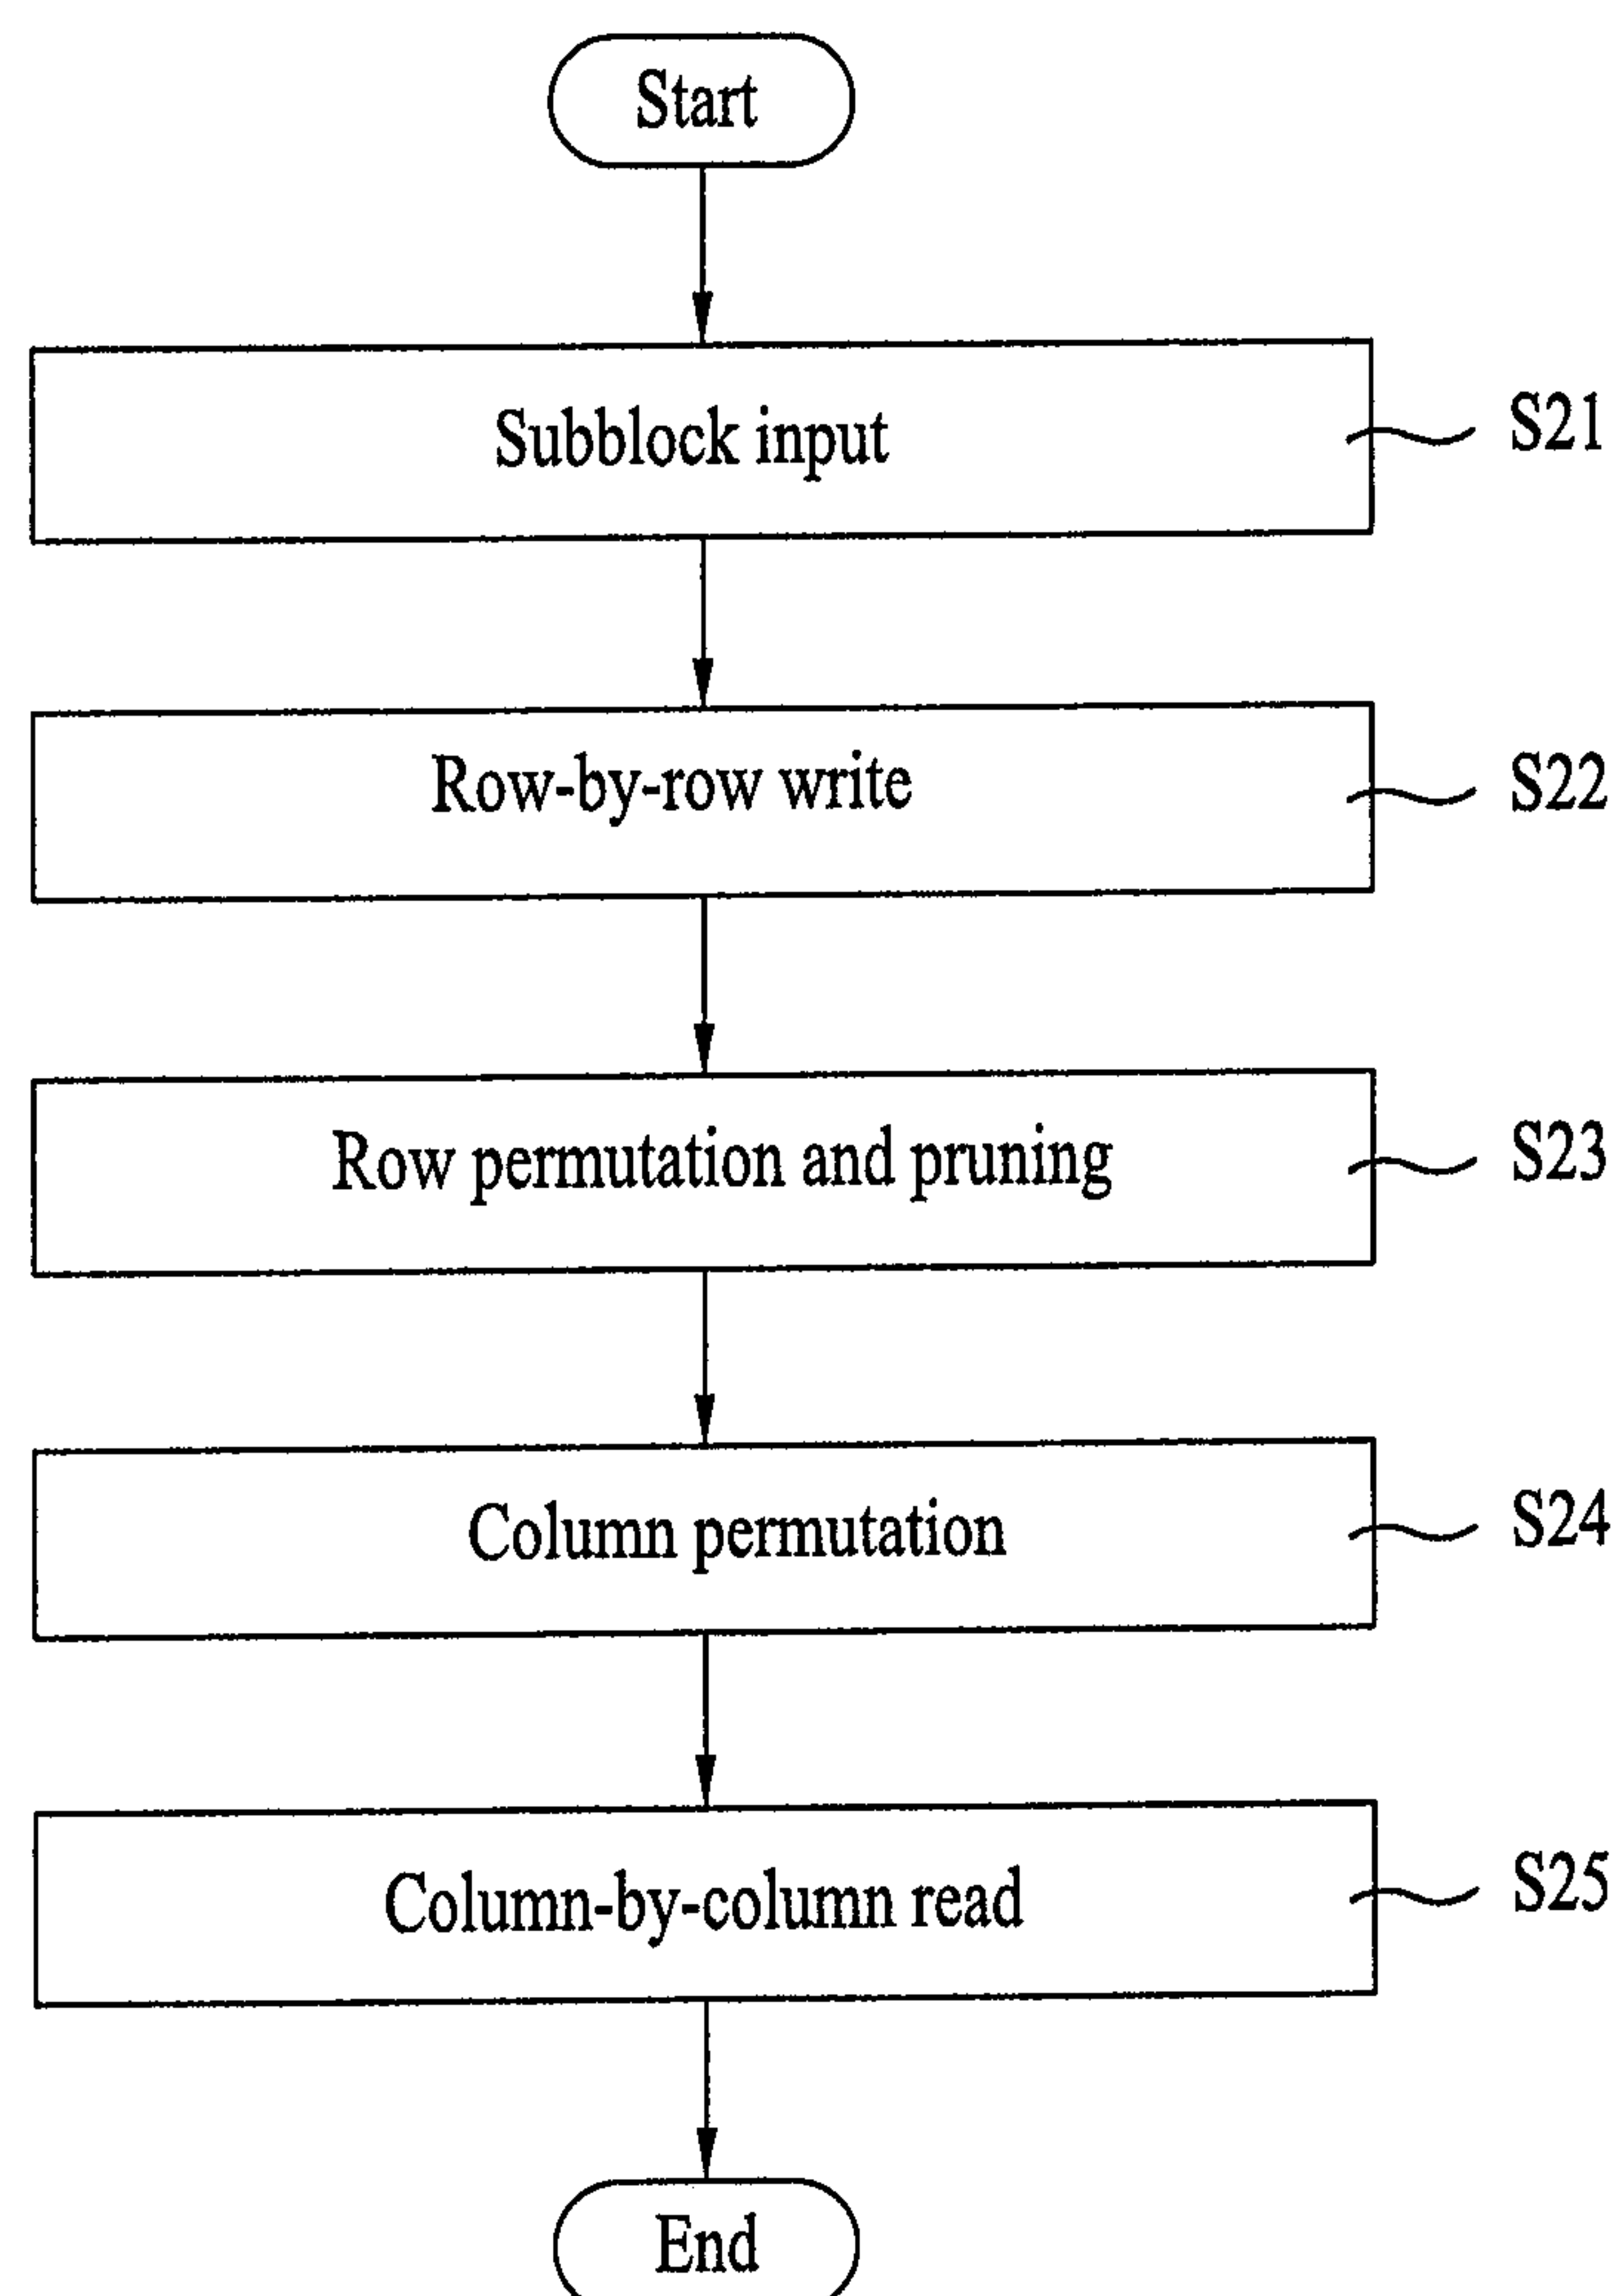 Start
Subblock input
S21
Row-by-row write
S22
Row permutation and pruning
S23
Column permutation
S24
Column-by-column read
S25
End